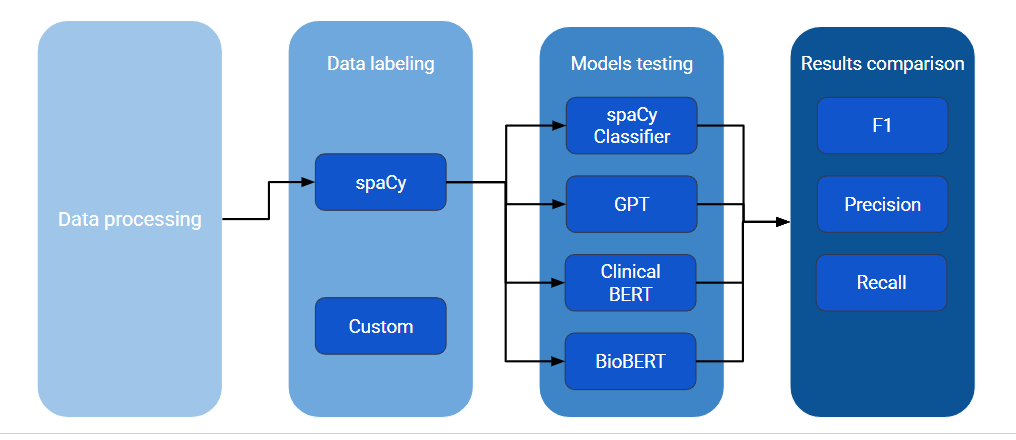 Data processing
Data labeling
spaCy
Custom
Models testing
spaCy
Classifier
GPT
Clinical
BERT
BioBERT
Results comparison
F1
Precision
Recall